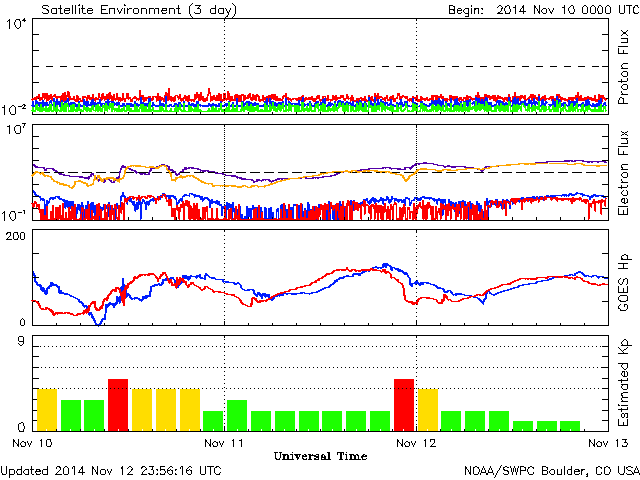 Satellite Environment (3 day)
Begin: 2014 Nov 10 0000 UTC
10^4
10^-2
Proton Flux
10^7
10^-1
Electron Flux
200
0
GOES Hp
9
0
Estimated Kp
Nov 10
Nov 11
Nov 12
Nov 13
Universal Time
Updated 2014 Nov 12 23:56:16 UTC
NOAA/SWPC Boulder, CO USA